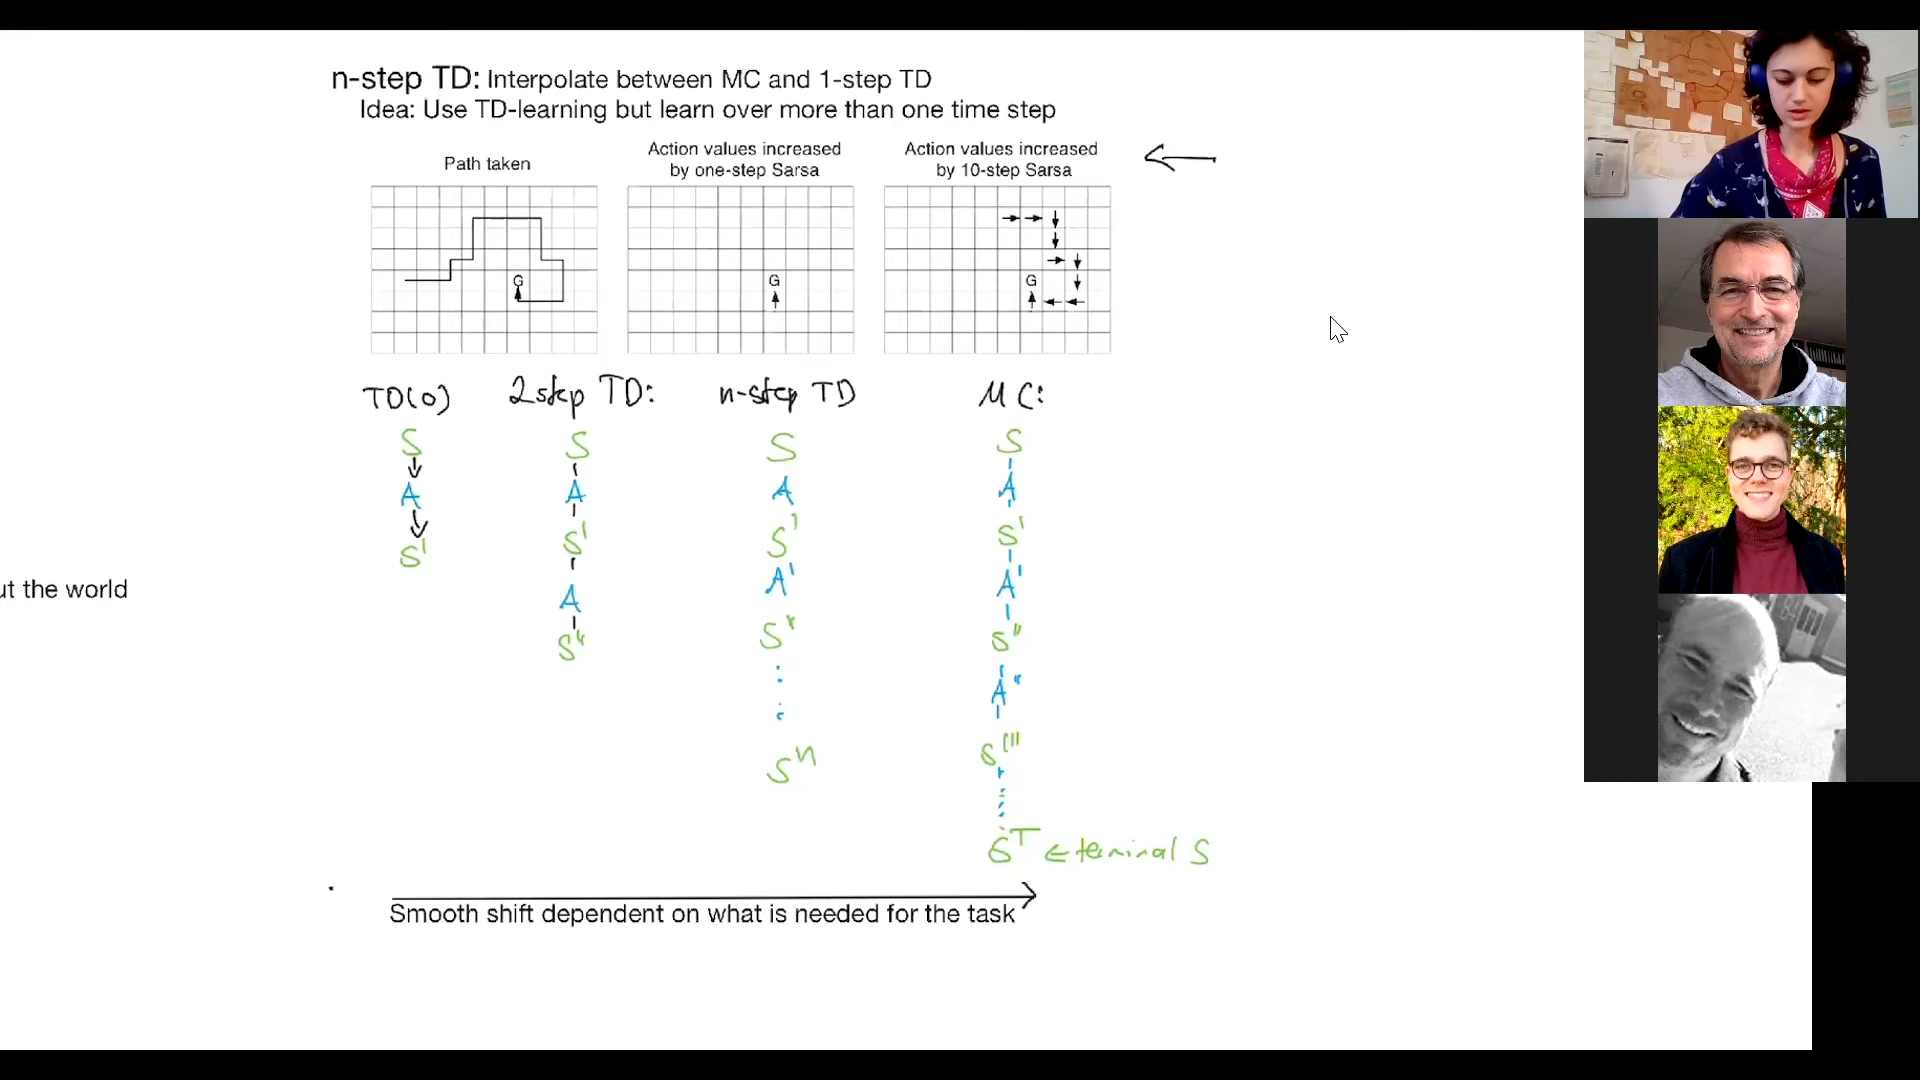 n-step TD: Interpolate between MC and 1-step TD
Idea: Use TD-learning but learn over more than one time step
Path taken
Action values increased
by one-step Sarsa
Action values increased
by 10-step Sarsa
G
G
G
TD(0)
2step TD:
n-step TD
MC:
S
A
S'
S
A
S'
A
S''
S
A
S'
A'
S''
S^n
S
A
S'
A'
S''
A''
S'''
S^T ← terminal S
ut the world
Smooth shift dependent on what is needed for the task